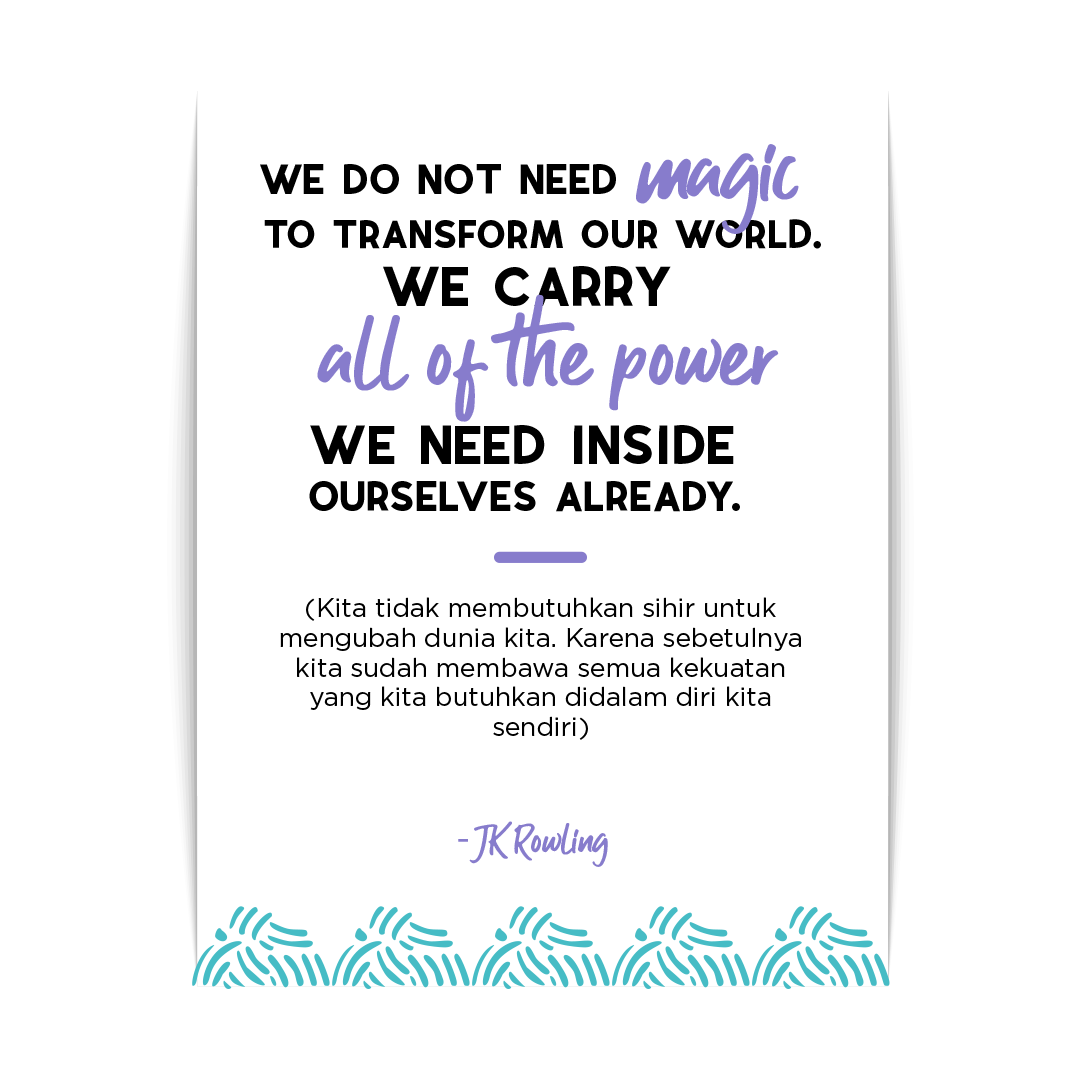 WE DO NOT NEED magic
TO TRANSFORM OUR WORLD.
WE CARRY
all of the power
WE NEED INSIDE
OURSELVES ALREADY.
(Kita tidak membutuhkan sihir untuk
mengubah dunia kita. Karena sebetulnya
kita sudah membawa semua kekuatan
yang kita butuhkan didalam diri kita
sendiri)
-JK Rowling